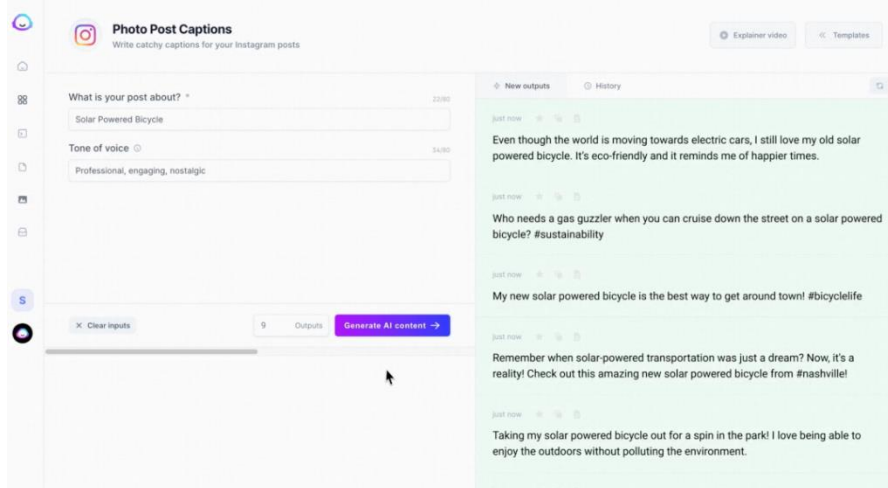 Photo Post Captions
Write catchy captions for your Instagram posts
Explainer video
Templates
What is your post about? *
22/80
Solar Powered Bicycle
Tone of voice
34/80
Professional, engaging, nostalgic
Clear inputs
9
Outputs
Generate AI content →
S
New outputs
History
just now
Even though the world is moving towards electric cars, I still love my old solar
powered bicycle. It's eco-friendly and it reminds me of happier times.
just now
Who needs a gas guzzler when you can cruise down the street on a solar powered
bicycle? #sustainability
just now
My new solar powered bicycle is the best way to get around town! #bicyclelife
just now
Remember when solar-powered transportation was just a dream? Now, it's a
reality! Check out this amazing new solar powered bicycle from #nashville!
just now
Taking my solar powered bicycle out for a spin in the park! I love being able to
enjoy the outdoors without polluting the environment.